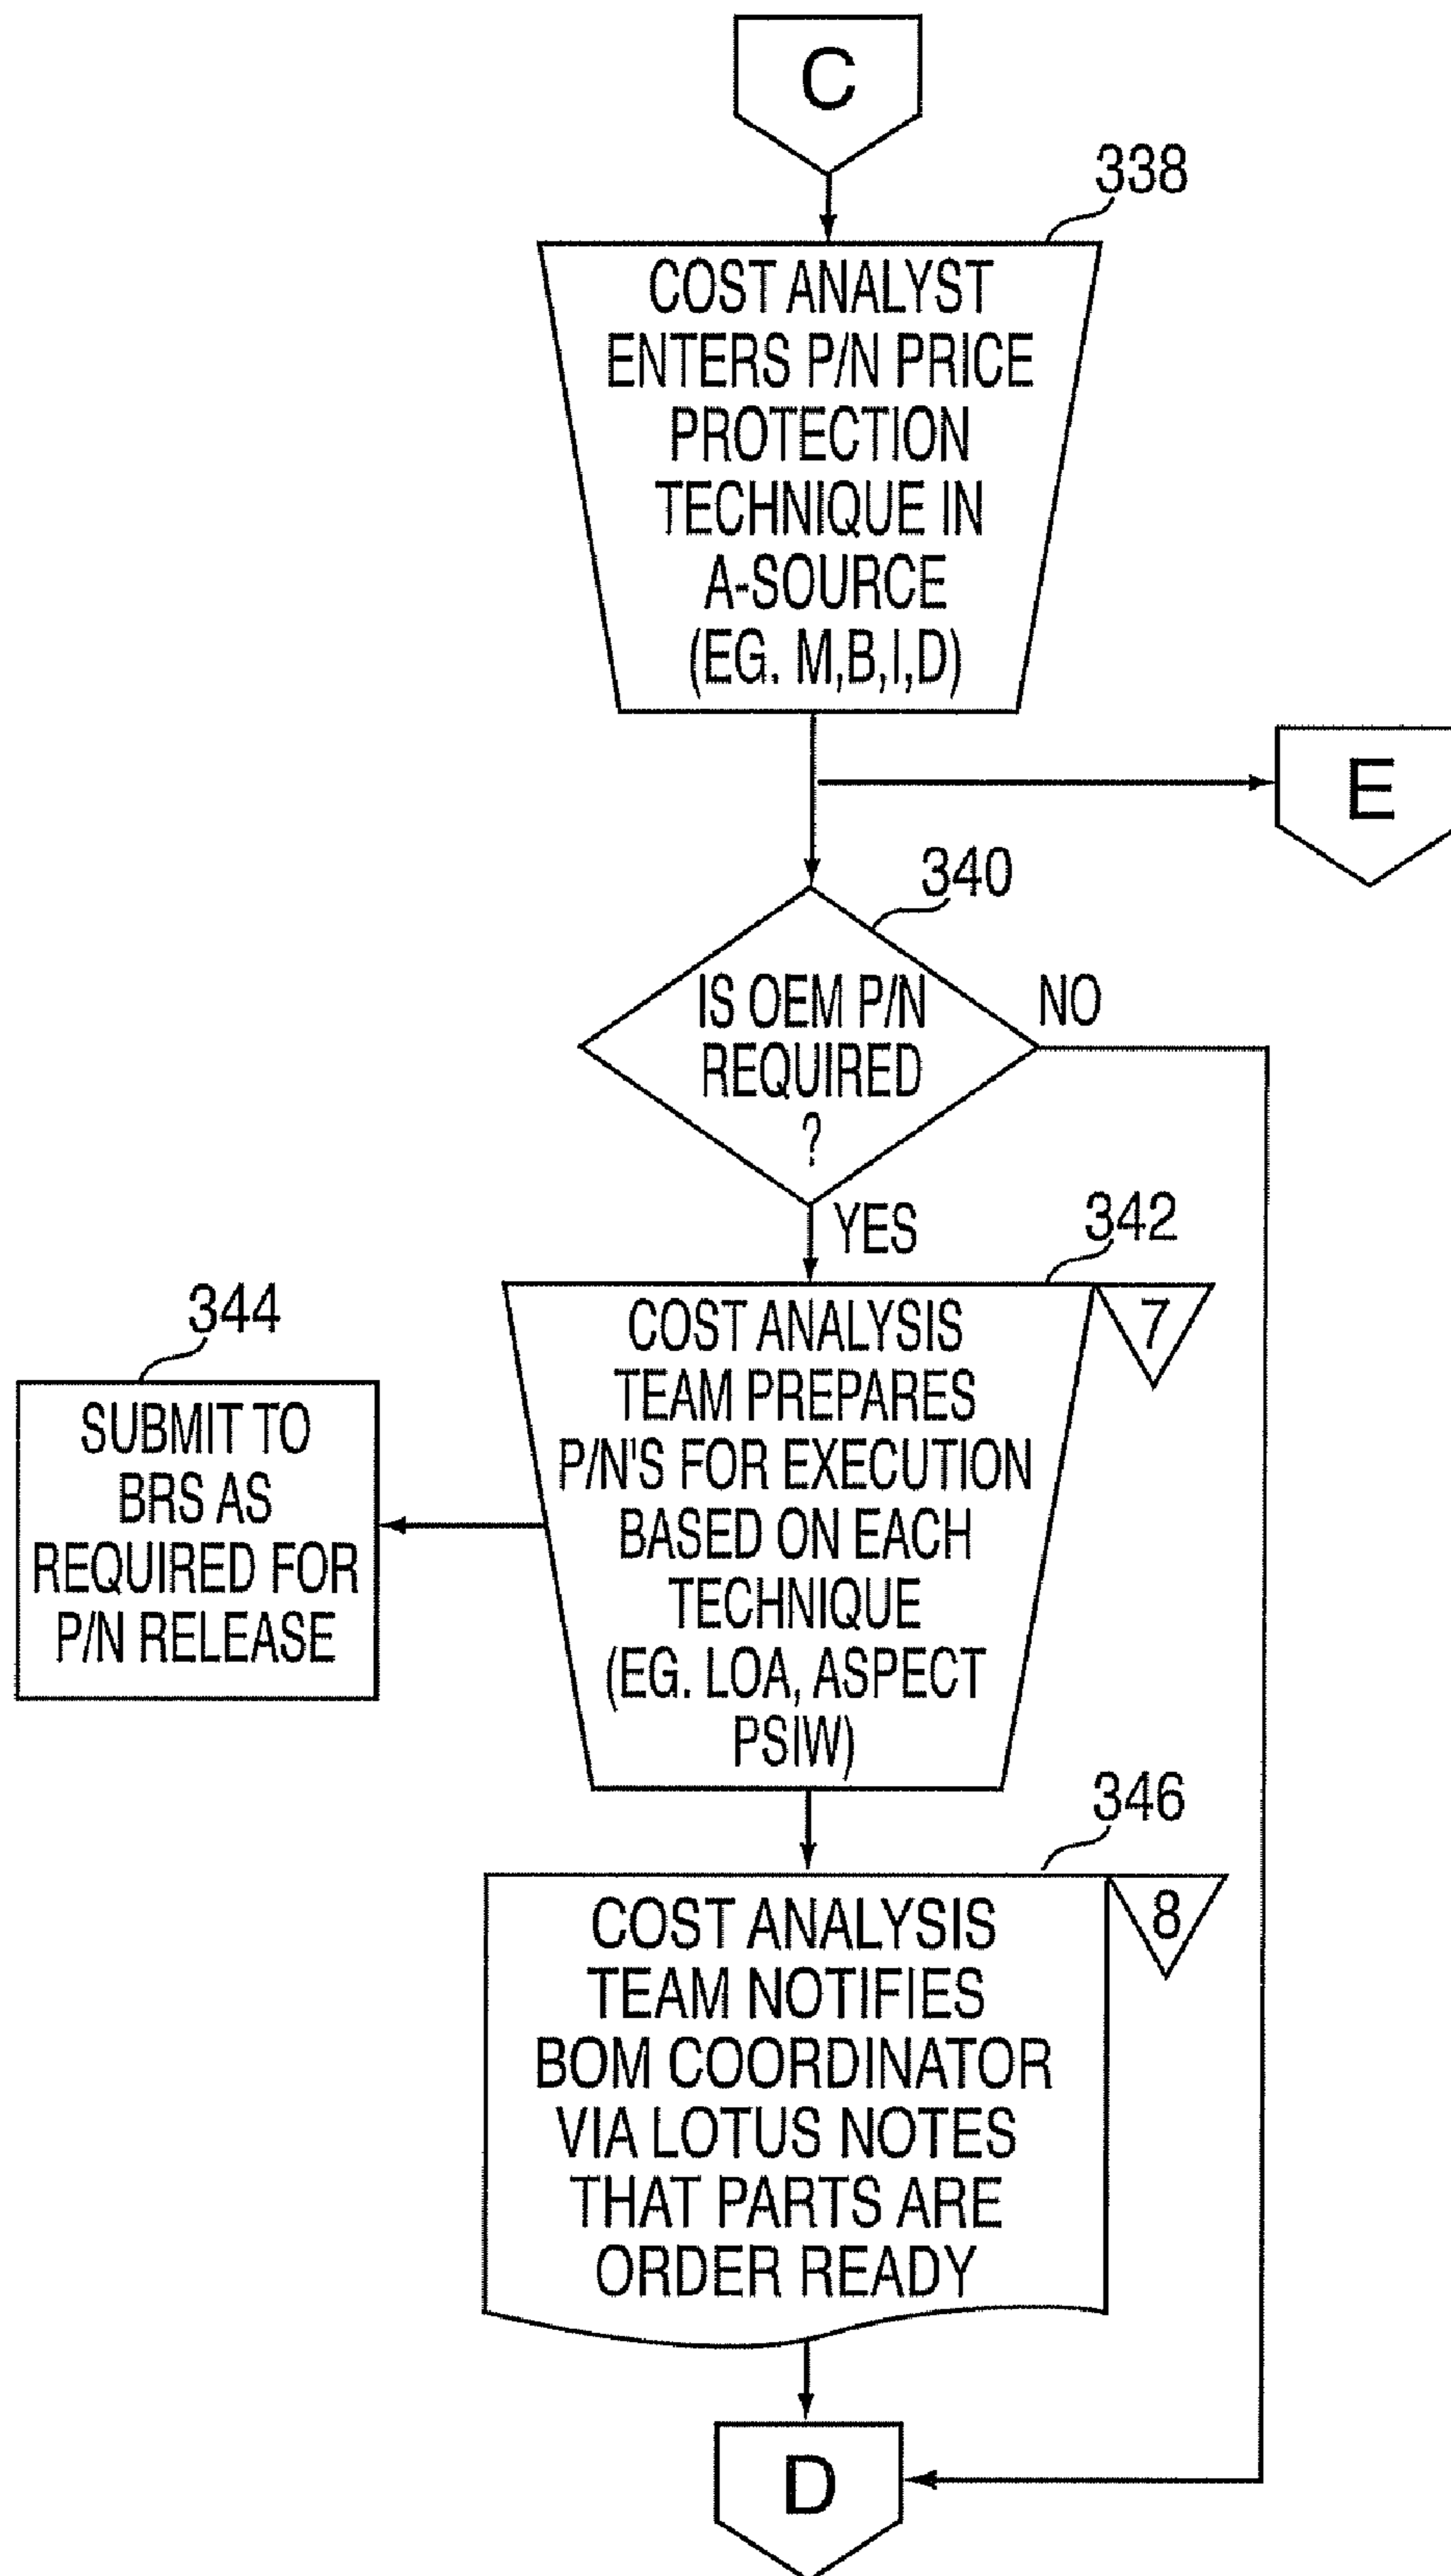 C
338
COST ANALYST
ENTERS P/N PRICE
PROTECTION
TECHNIQUE IN
A-SOURCE
(EG. M,B,I,D)
E
340
IS OEM P/N
REQUIRED
?
NO
YES
342
7
COST ANALYSIS
TEAM PREPARES
P/N'S FOR EXECUTION
BASED ON EACH
TECHNIQUE
(EG. LOA, ASPECT
PSIW)
344
SUBMIT TO
BRS AS
REQUIRED FOR
P/N RELEASE
346
8
COST ANALYSIS
TEAM NOTIFIES
BOM COORDINATOR
VIA LOTUS NOTES
THAT PARTS ARE
ORDER READY
D